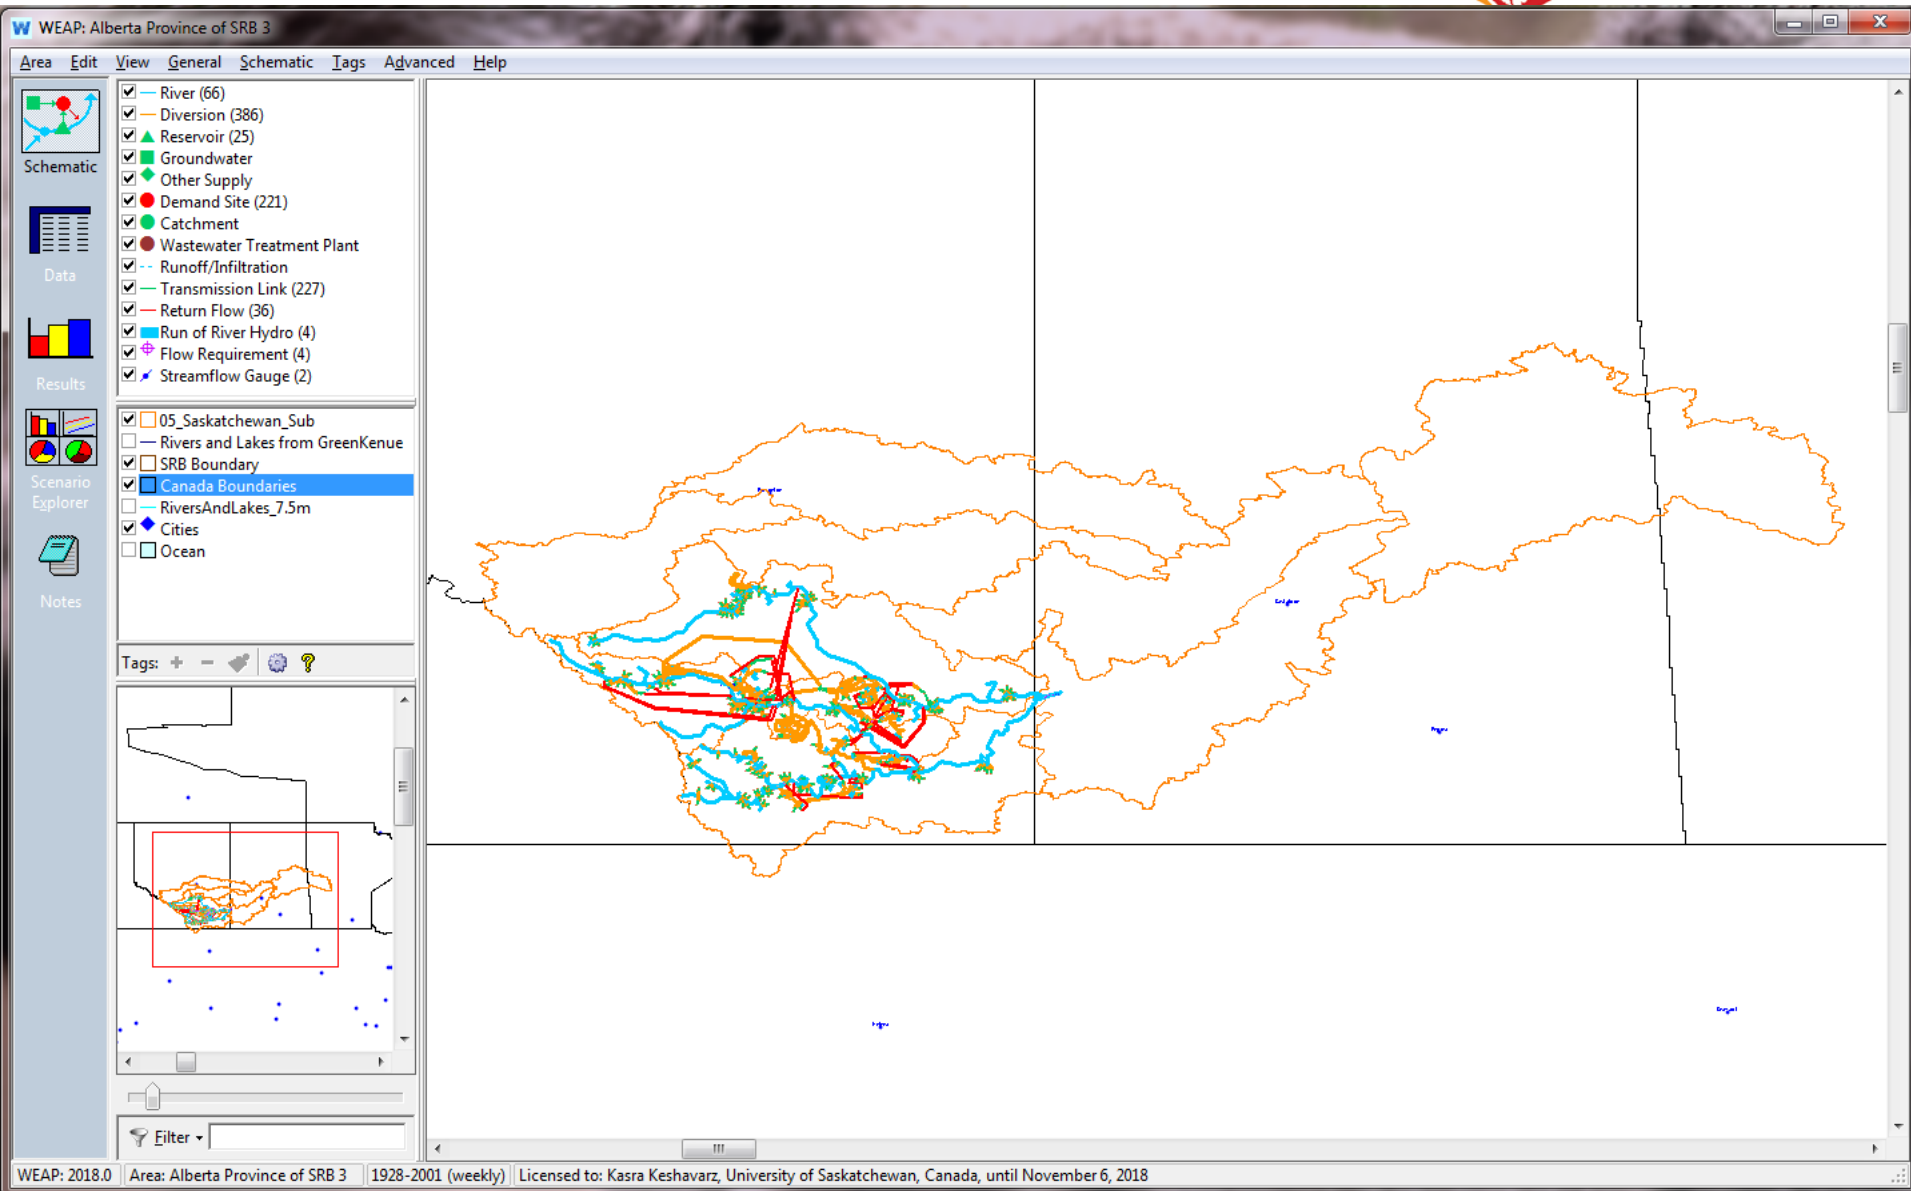 WEAP: Alberta Province of SRB 3
Area Edit View General Schematic Tags Advanced Help
Schematic
Data
Results
Scenario
Explorer
Notes
River (66)
Diversion (386)
Reservoir (25)
Groundwater
Other Supply
Demand Site (221)
Catchment
Wastewater Treatment Plant
Runoff/Infiltration
Transmission Link (227)
Return Flow (36)
Run of River Hydro (4)
Flow Requirement (4)
Streamflow Gauge (2)
05_Saskatchewan_Sub
Rivers and Lakes from GreenKenue
SRB Boundary
Canada Boundaries
RiversAndLakes_7.5m
Cities
Ocean
Tags:
Filter
WEAP: 2018.0 Area: Alberta Province of SRB 3 1928-2001 (weekly) Licensed to: Kasra Keshavarz, University of Saskatchewan, Canada, until November 6, 2018